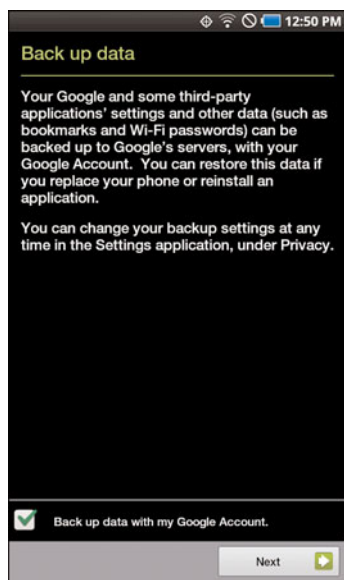 12:50 PM
Back up data
Your Google and some third-party
applications' settings and other data (such as
bookmarks and Wi-Fi passwords) can be
backed up to Google's servers, with your
Google Account. You can restore this data if
you replace your phone or reinstall an
application.
You can change your backup settings at any
time in the Settings application, under Privacy.
Back up data with my Google Account.
Next